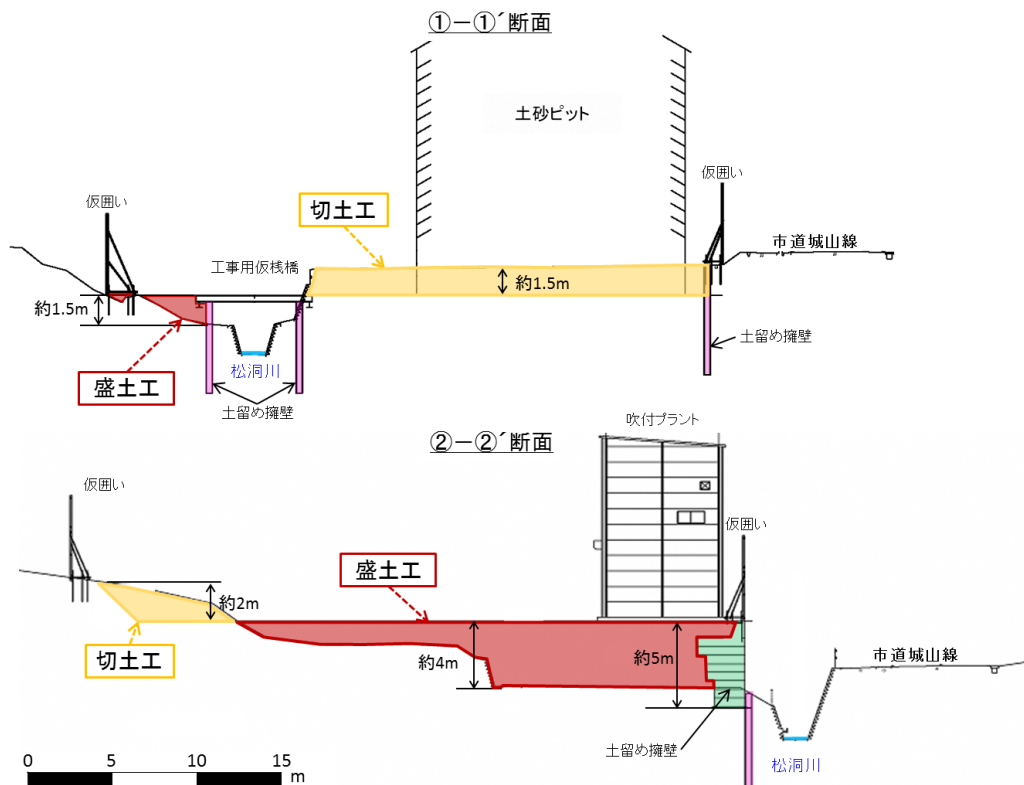 ①－①´断面
土砂ピット
仮囲い
仮囲い
切土工
市道城山線
工事用仮桟橋
約1.5m
約1.5m
土留め擁壁
松洞川
盛土工
土留め擁壁
吹付プラント
②－②´断面
仮囲い
仮囲い
盛土工
約2m
切土工
約4m
約5m
市道城山線
土留め擁壁
松洞川
0 5 10 15
m